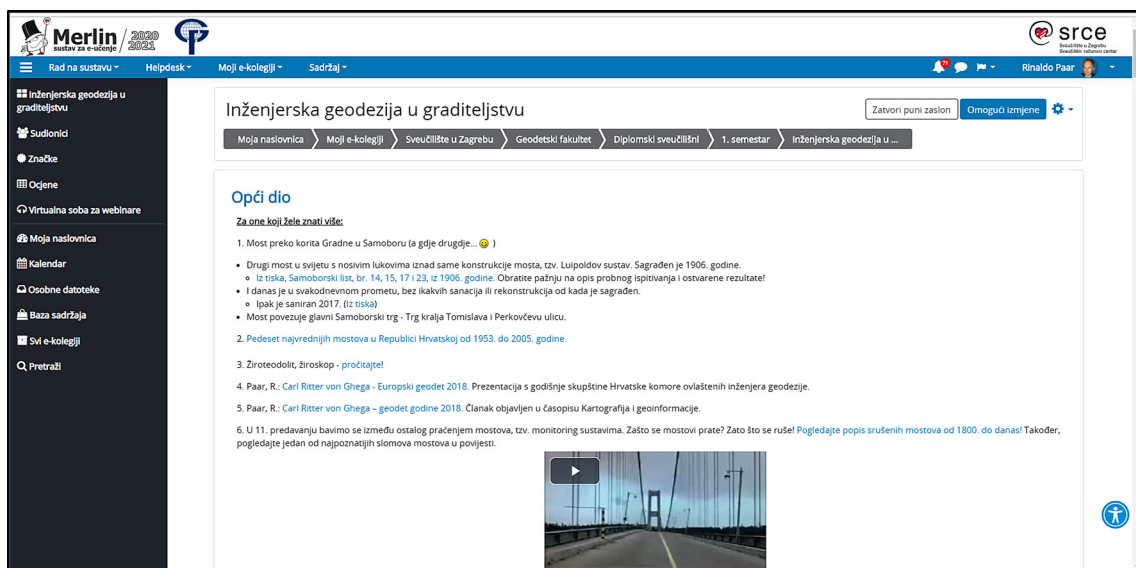 Merlin / 2020 2021
sustav za e-učenje
srce
Sveučilište u Zagrebu
Sveučilišni računski centar
Rad na sustavu
Helpdesk
Moji e-kolegiji
Sadržaj
71
Rinaldo Paar
Inženjerska geodezija u
graditeljstvu
Sudionici
Značke
Ocjene
Virtualna soba za webinare
Moja naslovnica
Kalendar
Osobne datoteke
Baza sadržaja
Svi e-kolegiji
Pretraži
Inženjerska geodezija u graditeljstvu
Zatvori puni zaslon
Omogući izmjene
Moja naslovnica
Moji e-kolegiji
Sveučilište u Zagrebu
Geodetski fakultet
Diplomski sveučilišni
1. semestar
Inženjerska geodezija u ...
Opći dio
Za one koji žele znati više:
1. Most preko korita Gradne u Samoboru (a gdje drugdje... )
• Drugi most u svijetu s nosivim lukovima iznad same konstrukcije mosta, tzv. Luipoldov sustav. Sagrađen je 1906. godine.
Iz tiska, Samoborski list, br. 14, 15, 17 i 23, iz 1906. godine. Obratite pažnju na opis probnog ispitivanja i ostvarene rezultate!
• I danas je u svakodnevnom prometu, bez ikakvih sanacija ili rekonstrukcija od kada je sagrađen.
Ipak je saniran 2017. (Iz tiska)
• Most povezuje glavni Samoborski trg - Trg kralja Tomislava i Perkovčevu ulicu.
2. Pedeset najvrednijih mostova u Republici Hrvatskoj od 1953. do 2005. godine.
3. Žiroteodolit, žiroskop - pročitajte!
4. Paar, R.: Carl Ritter von Ghega - Europski geodet 2018. Prezentacija s godišnje skupštine Hrvatske komore ovlaštenih inženjera geodezije.
5. Paar, R.: Carl Ritter von Ghega – geodet godine 2018. Članak objavljen u časopisu Kartografija i geoinformacije.
6. U 11. predavanju bavimo se između ostalog praćenjem mostova, tzv. monitoring sustavima. Zašto se mostovi prate? Zato što se ruše! Pogledajte popis srušenih mostova od 1800. do danas! Također,
pogledajte jedan od najpoznatijih slomova mostova u povijesti.